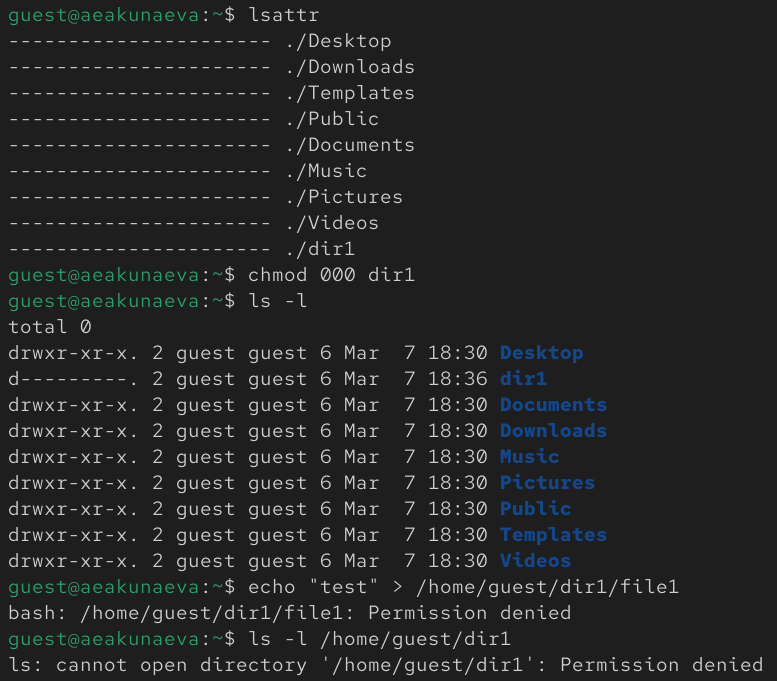 guest@aeakunaeva:~$ lsattr
---------------------- ./Desktop
---------------------- ./Downloads
---------------------- ./Templates
---------------------- ./Public
---------------------- ./Documents
---------------------- ./Music
---------------------- ./Pictures
---------------------- ./Videos
---------------------- ./dir1
guest@aeakunaeva:~$ chmod 000 dir1
guest@aeakunaeva:~$ ls -l
total 0
drwxr-xr-x. 2 guest guest 6 Mar  7 18:30 Desktop
d---------. 2 guest guest 6 Mar  7 18:36 dir1
drwxr-xr-x. 2 guest guest 6 Mar  7 18:30 Documents
drwxr-xr-x. 2 guest guest 6 Mar  7 18:30 Downloads
drwxr-xr-x. 2 guest guest 6 Mar  7 18:30 Music
drwxr-xr-x. 2 guest guest 6 Mar  7 18:30 Pictures
drwxr-xr-x. 2 guest guest 6 Mar  7 18:30 Public
drwxr-xr-x. 2 guest guest 6 Mar  7 18:30 Templates
drwxr-xr-x. 2 guest guest 6 Mar  7 18:30 Videos
guest@aeakunaeva:~$ echo "test" > /home/guest/dir1/file1
bash: /home/guest/dir1/file1: Permission denied
guest@aeakunaeva:~$ ls -l /home/guest/dir1
ls: cannot open directory '/home/guest/dir1': Permission denied